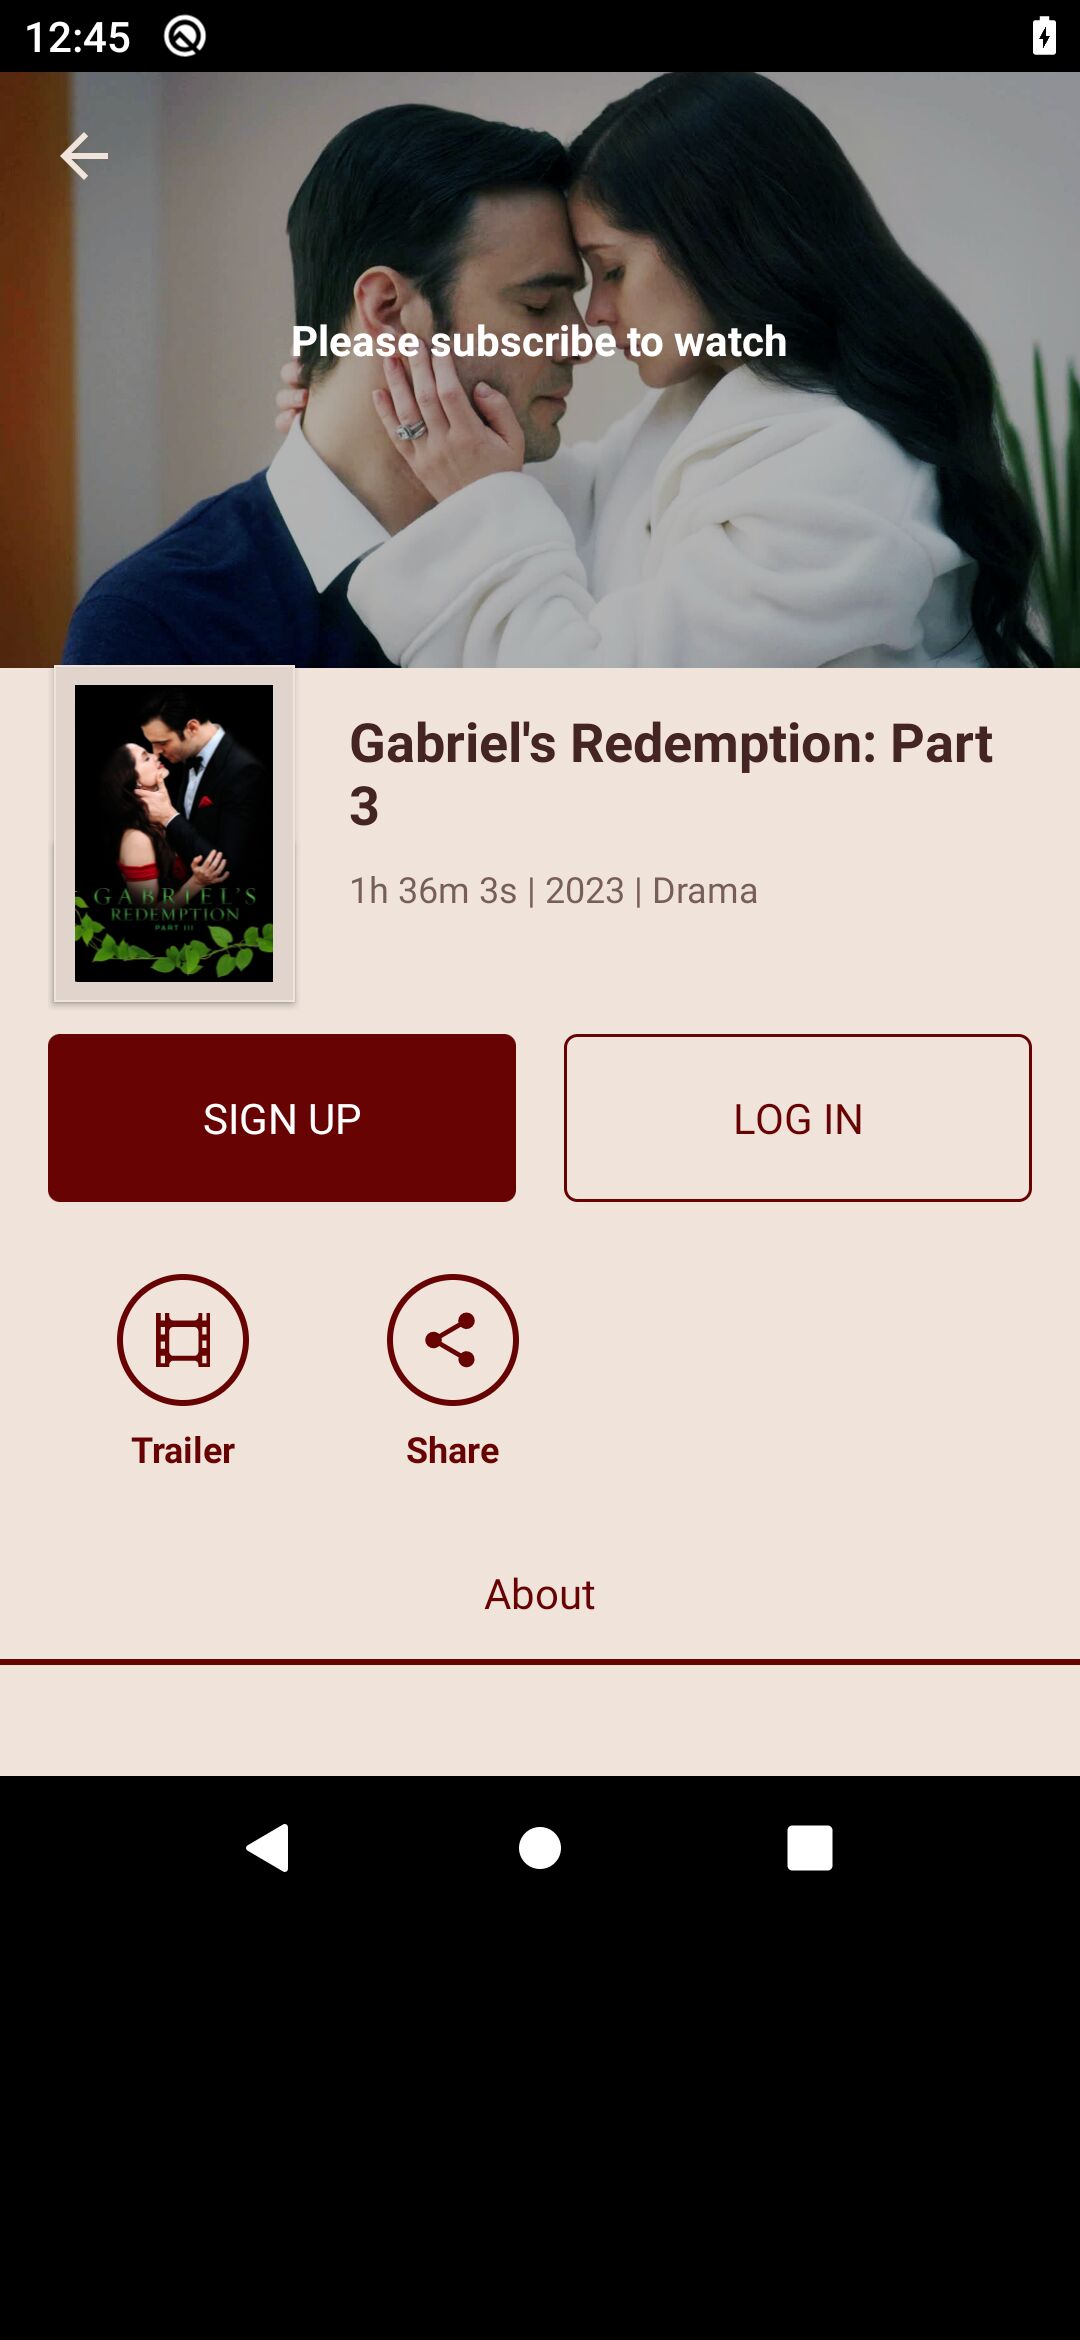 12:45
Please subscribe to watch
GABRIEL'S
REDEMPTION
PART III
Gabriel's Redemption: Part
3
1h 36m 3s | 2023 | Drama
SIGN UP
LOG IN
Trailer
Share
About